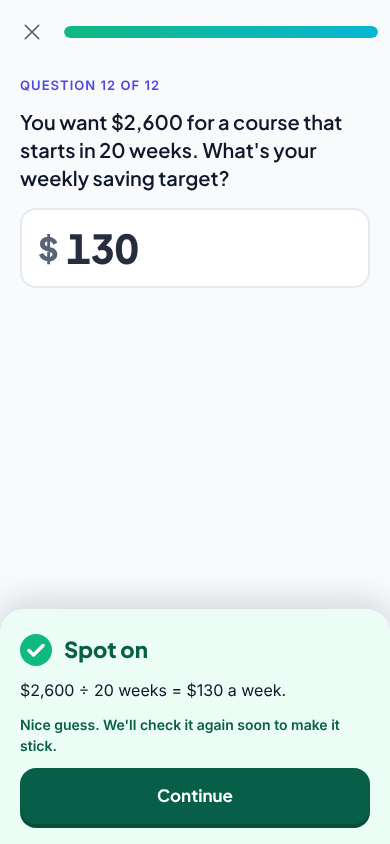 QUESTION 12 OF 12
You want $2,600 for a course that
starts in 20 weeks. What's your
weekly saving target?
$ 130
Spot on
$2,600 ÷ 20 weeks = $130 a week.
Nice guess. We'll check it again soon to make it
stick.
Continue